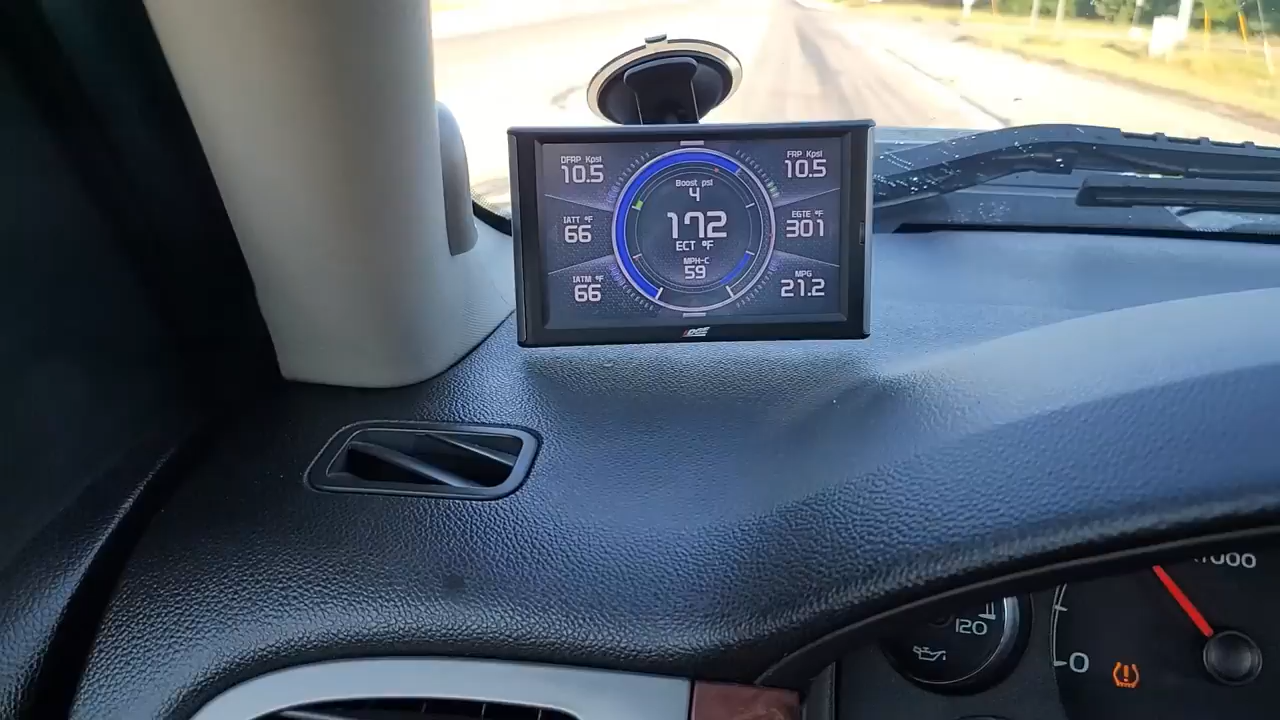 DFRP Kpsi
10.5
IATT °F
66
IATM °F
66
Boost psi
4
172
ECT °F
MPH-C
59
FRP Kpsi
10.5
EGTE °F
301
MPG
21.2
EDGE
120
0